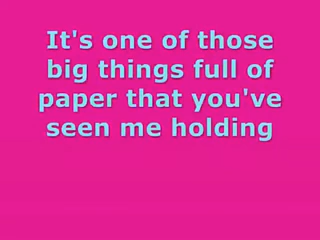 It's one of those
big things full of
paper that you've
seen me holding